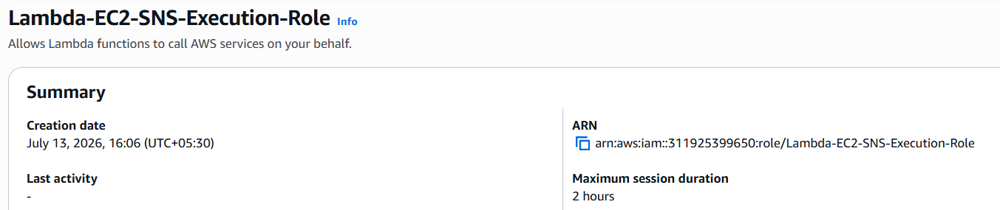 Lambda-EC2-SNS-Execution-Role Info
Allows Lambda functions to call AWS services on your behalf.
Summary
Creation date
July 13, 2026, 16:06 (UTC+05:30)
ARN
arn:aws:iam::311925399650:role/Lambda-EC2-SNS-Execution-Role
Last activity
-
Maximum session duration
2 hours